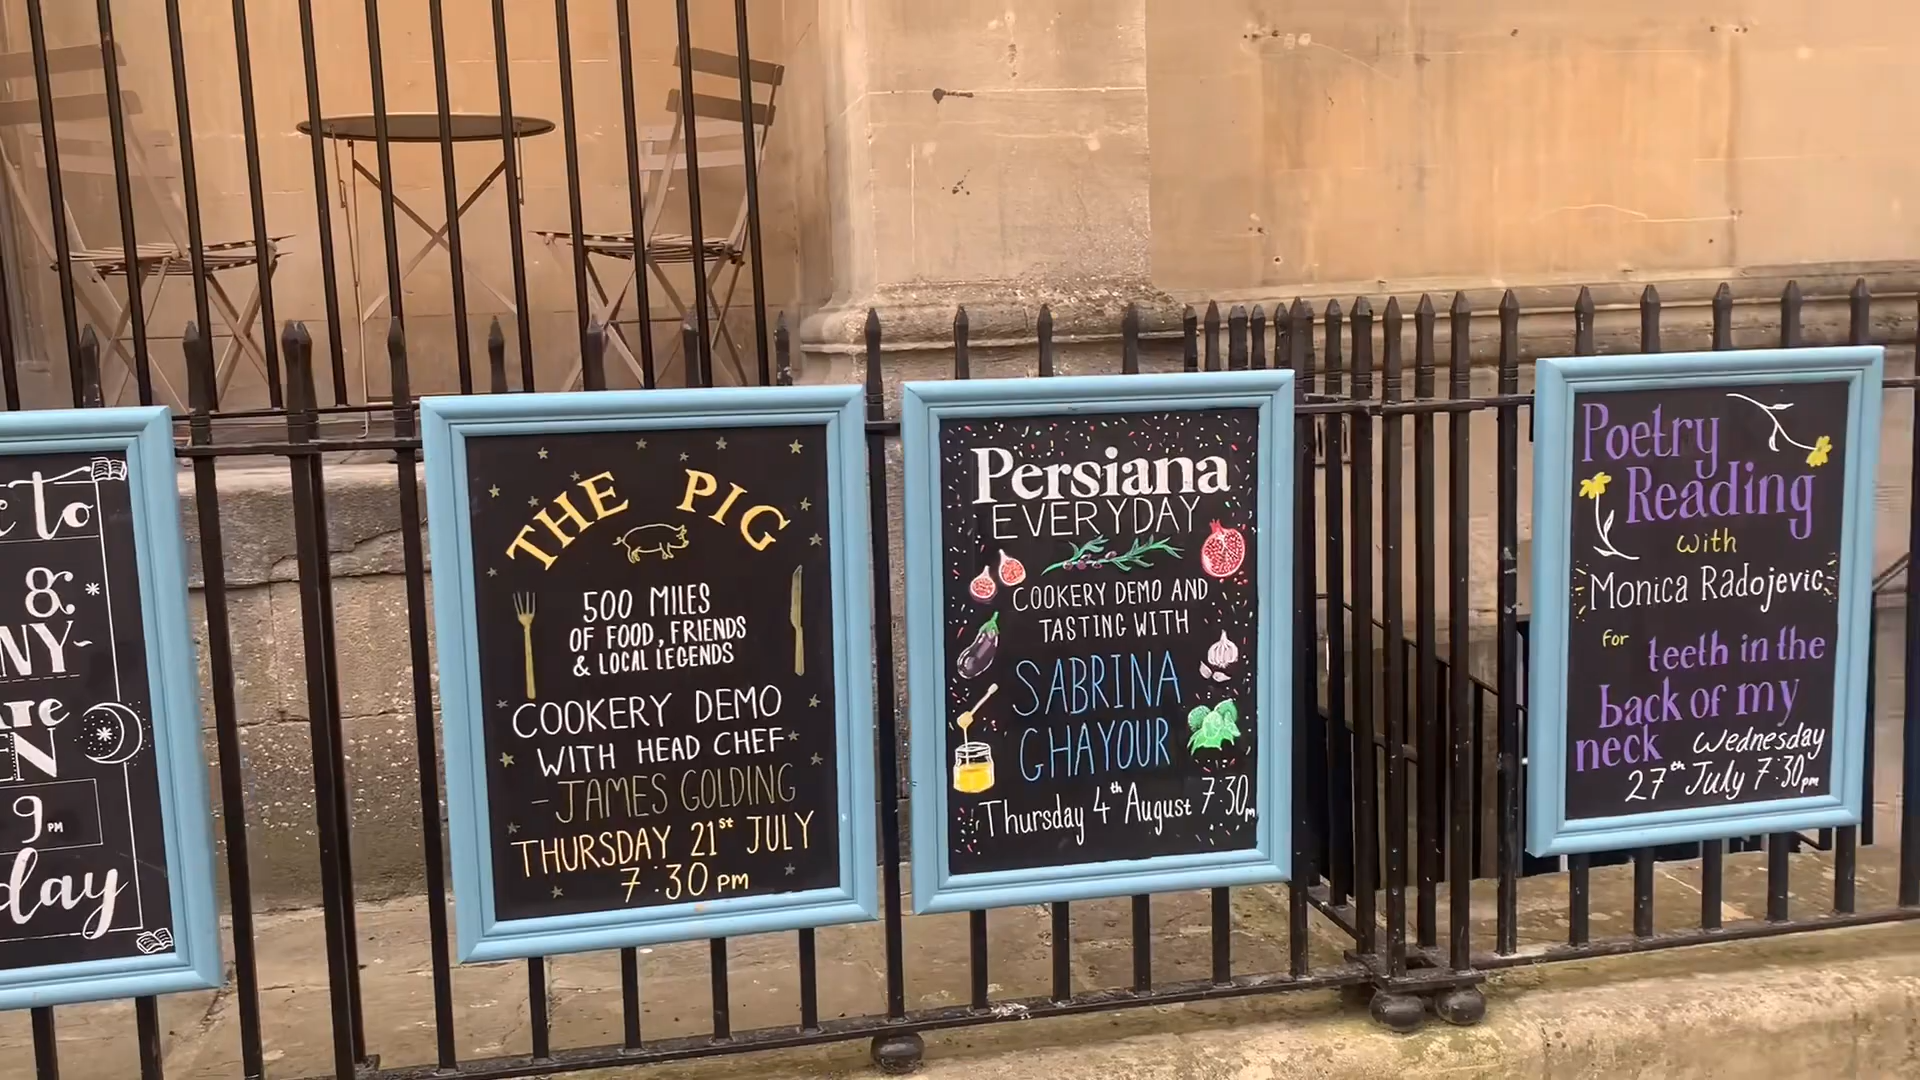 to
&
THE PIG
500 MILES
OF FOOD, FRIENDS
& LOCAL LEGENDS
COOKERY DEMO
WITH HEAD CHEF
- JAMES GOLDING
THURSDAY 21st JULY
7:30 PM
Persiana
EVERYDAY
COOKERY DEMO AND
TASTING WITH
SABRINA
GHAYOUR
Thursday 4th August 7:30pm
Poetry
Reading
with
Monica Radojevic
for teeth in the
back of my
neck Wednesday
27th July 7:30pm
9PM